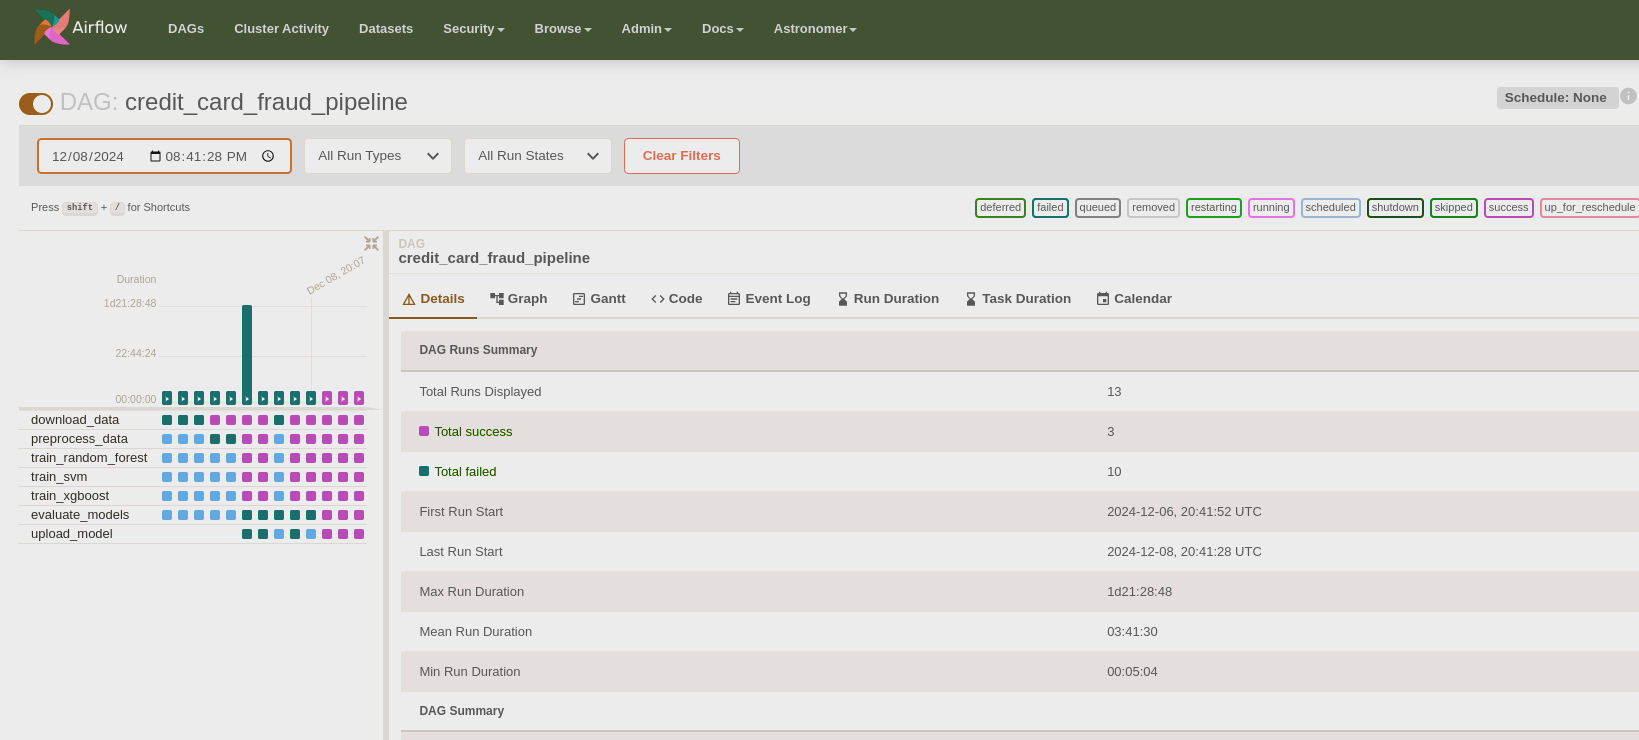 Airflow DAGs Cluster Activity Datasets Security Browse Admin Docs Astronomer
DAG: credit_card_fraud_pipeline
Schedule: None
12/08/2024 08:41:28 PM All Run Types All Run States Clear Filters
Press shift + / for Shortcuts
deferred failed queued removed restarting running scheduled shutdown skipped success up_for_reschedule
Duration
1d21:28:48
22:44:24
00:00:00
Dec 08, 20:07
download_data
preprocess_data
train_random_forest
train_svm
train_xgboost
evaluate_models
upload_model
DAG
credit_card_fraud_pipeline
Details Graph Gantt Code Event Log Run Duration Task Duration Calendar
DAG Runs Summary
Total Runs Displayed 13
Total success 3
Total failed 10
First Run Start 2024-12-06, 20:41:52 UTC
Last Run Start 2024-12-08, 20:41:28 UTC
Max Run Duration 1d21:28:48
Mean Run Duration 03:41:30
Min Run Duration 00:05:04
DAG Summary